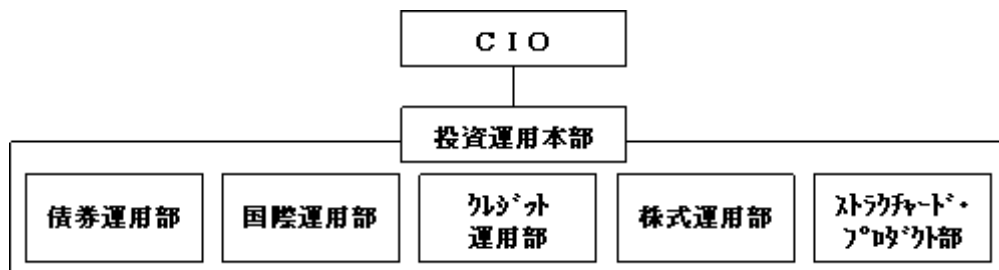 ＣＩＯ
投資運用本部
債券運用部
国際運用部
ｸﾚｼﾞｯﾄ
運用部
株式運用部
ｽﾄﾗｸﾁｬｰﾄﾞ・
ﾌﾟﾛﾀﾞｸﾄ部